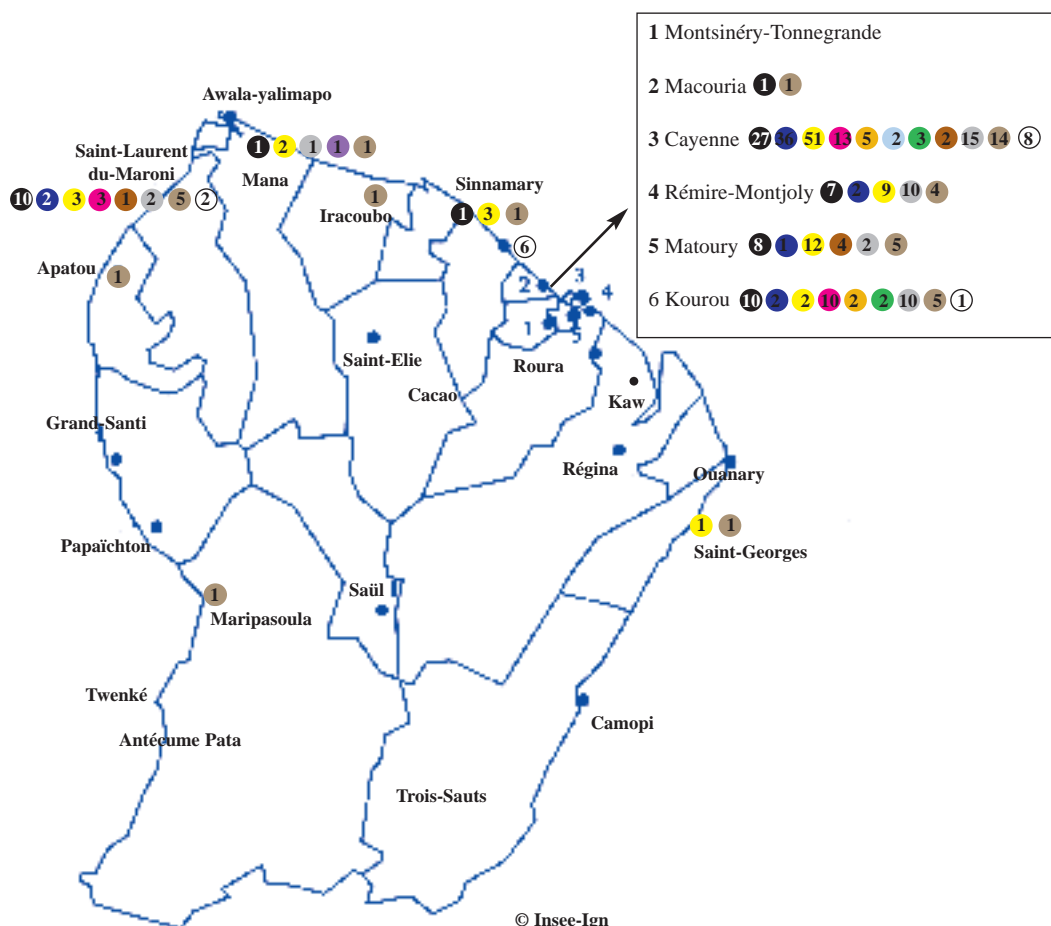 1 Montsinéry-Tonnegrande
2 Macouria 1 1
3 Cayenne 27 36 51 13 5 2 3 2 15 14 8
4 Rémire-Montjoly 7 2 9 10 4
5 Matoury 8 1 12 4 2 5
6 Kourou 10 2 2 10 2 2 10 5 1
Awala-yalimapo
1 2 1 1 1
Saint-Laurent
du-Maroni
Mana
10 2 3 3 1 2 5 2
1
Iracoubo
Sinnamary
1 3 1
6
Apatou
1
2
3
4
1
5
Saint-Elie
Roura
Cacao
Kaw
Grand-Santi
Régina
Ouanary
Papaïchton
1 1
Saint-Georges
Saül
1
Maripasoula
Twenké
Camopi
Antécume Pata
Trois-Sauts
© Insee-Ign